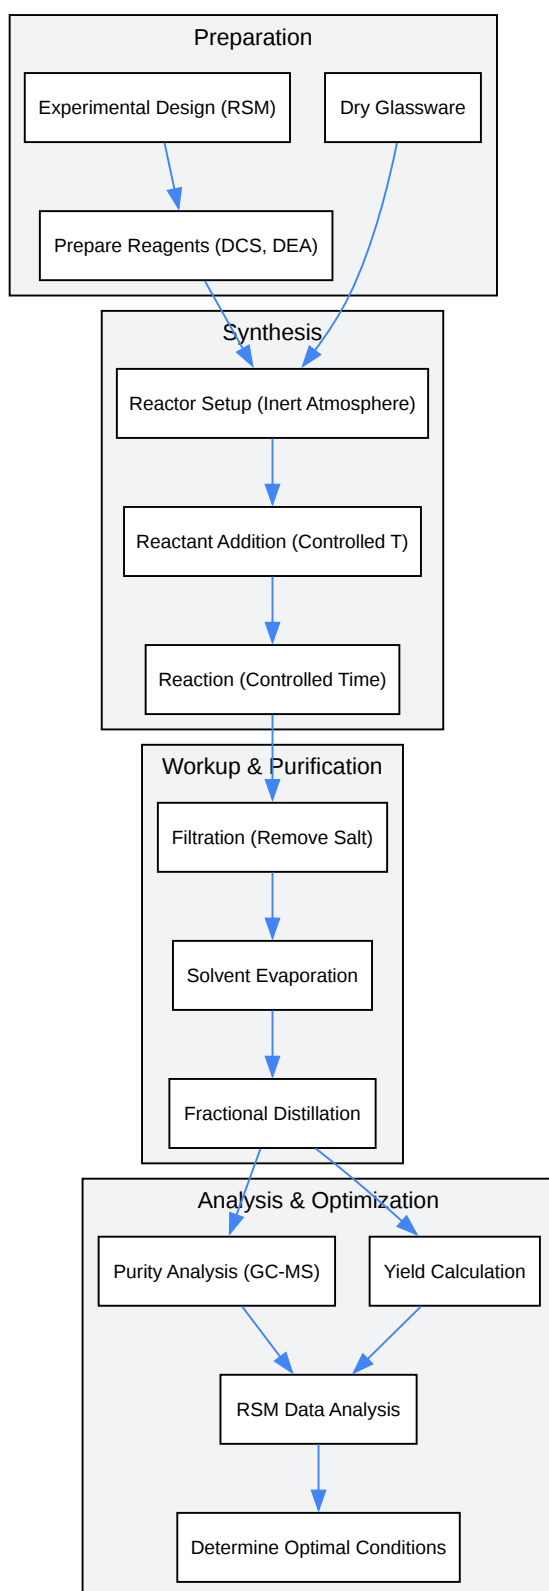 Preparation
Experimental Design (RSM)
Dry Glassware
Prepare Reagents (DCS, DEA)
Synthesis
Reactor Setup (Inert Atmosphere)
Reactant Addition (Controlled T)
Reaction (Controlled Time)
Workup & Purification
Filtration (Remove Salt)
Solvent Evaporation
Fractional Distillation
Analysis & Optimization
Purity Analysis (GC-MS)
Yield Calculation
RSM Data Analysis
Determine Optimal Conditions